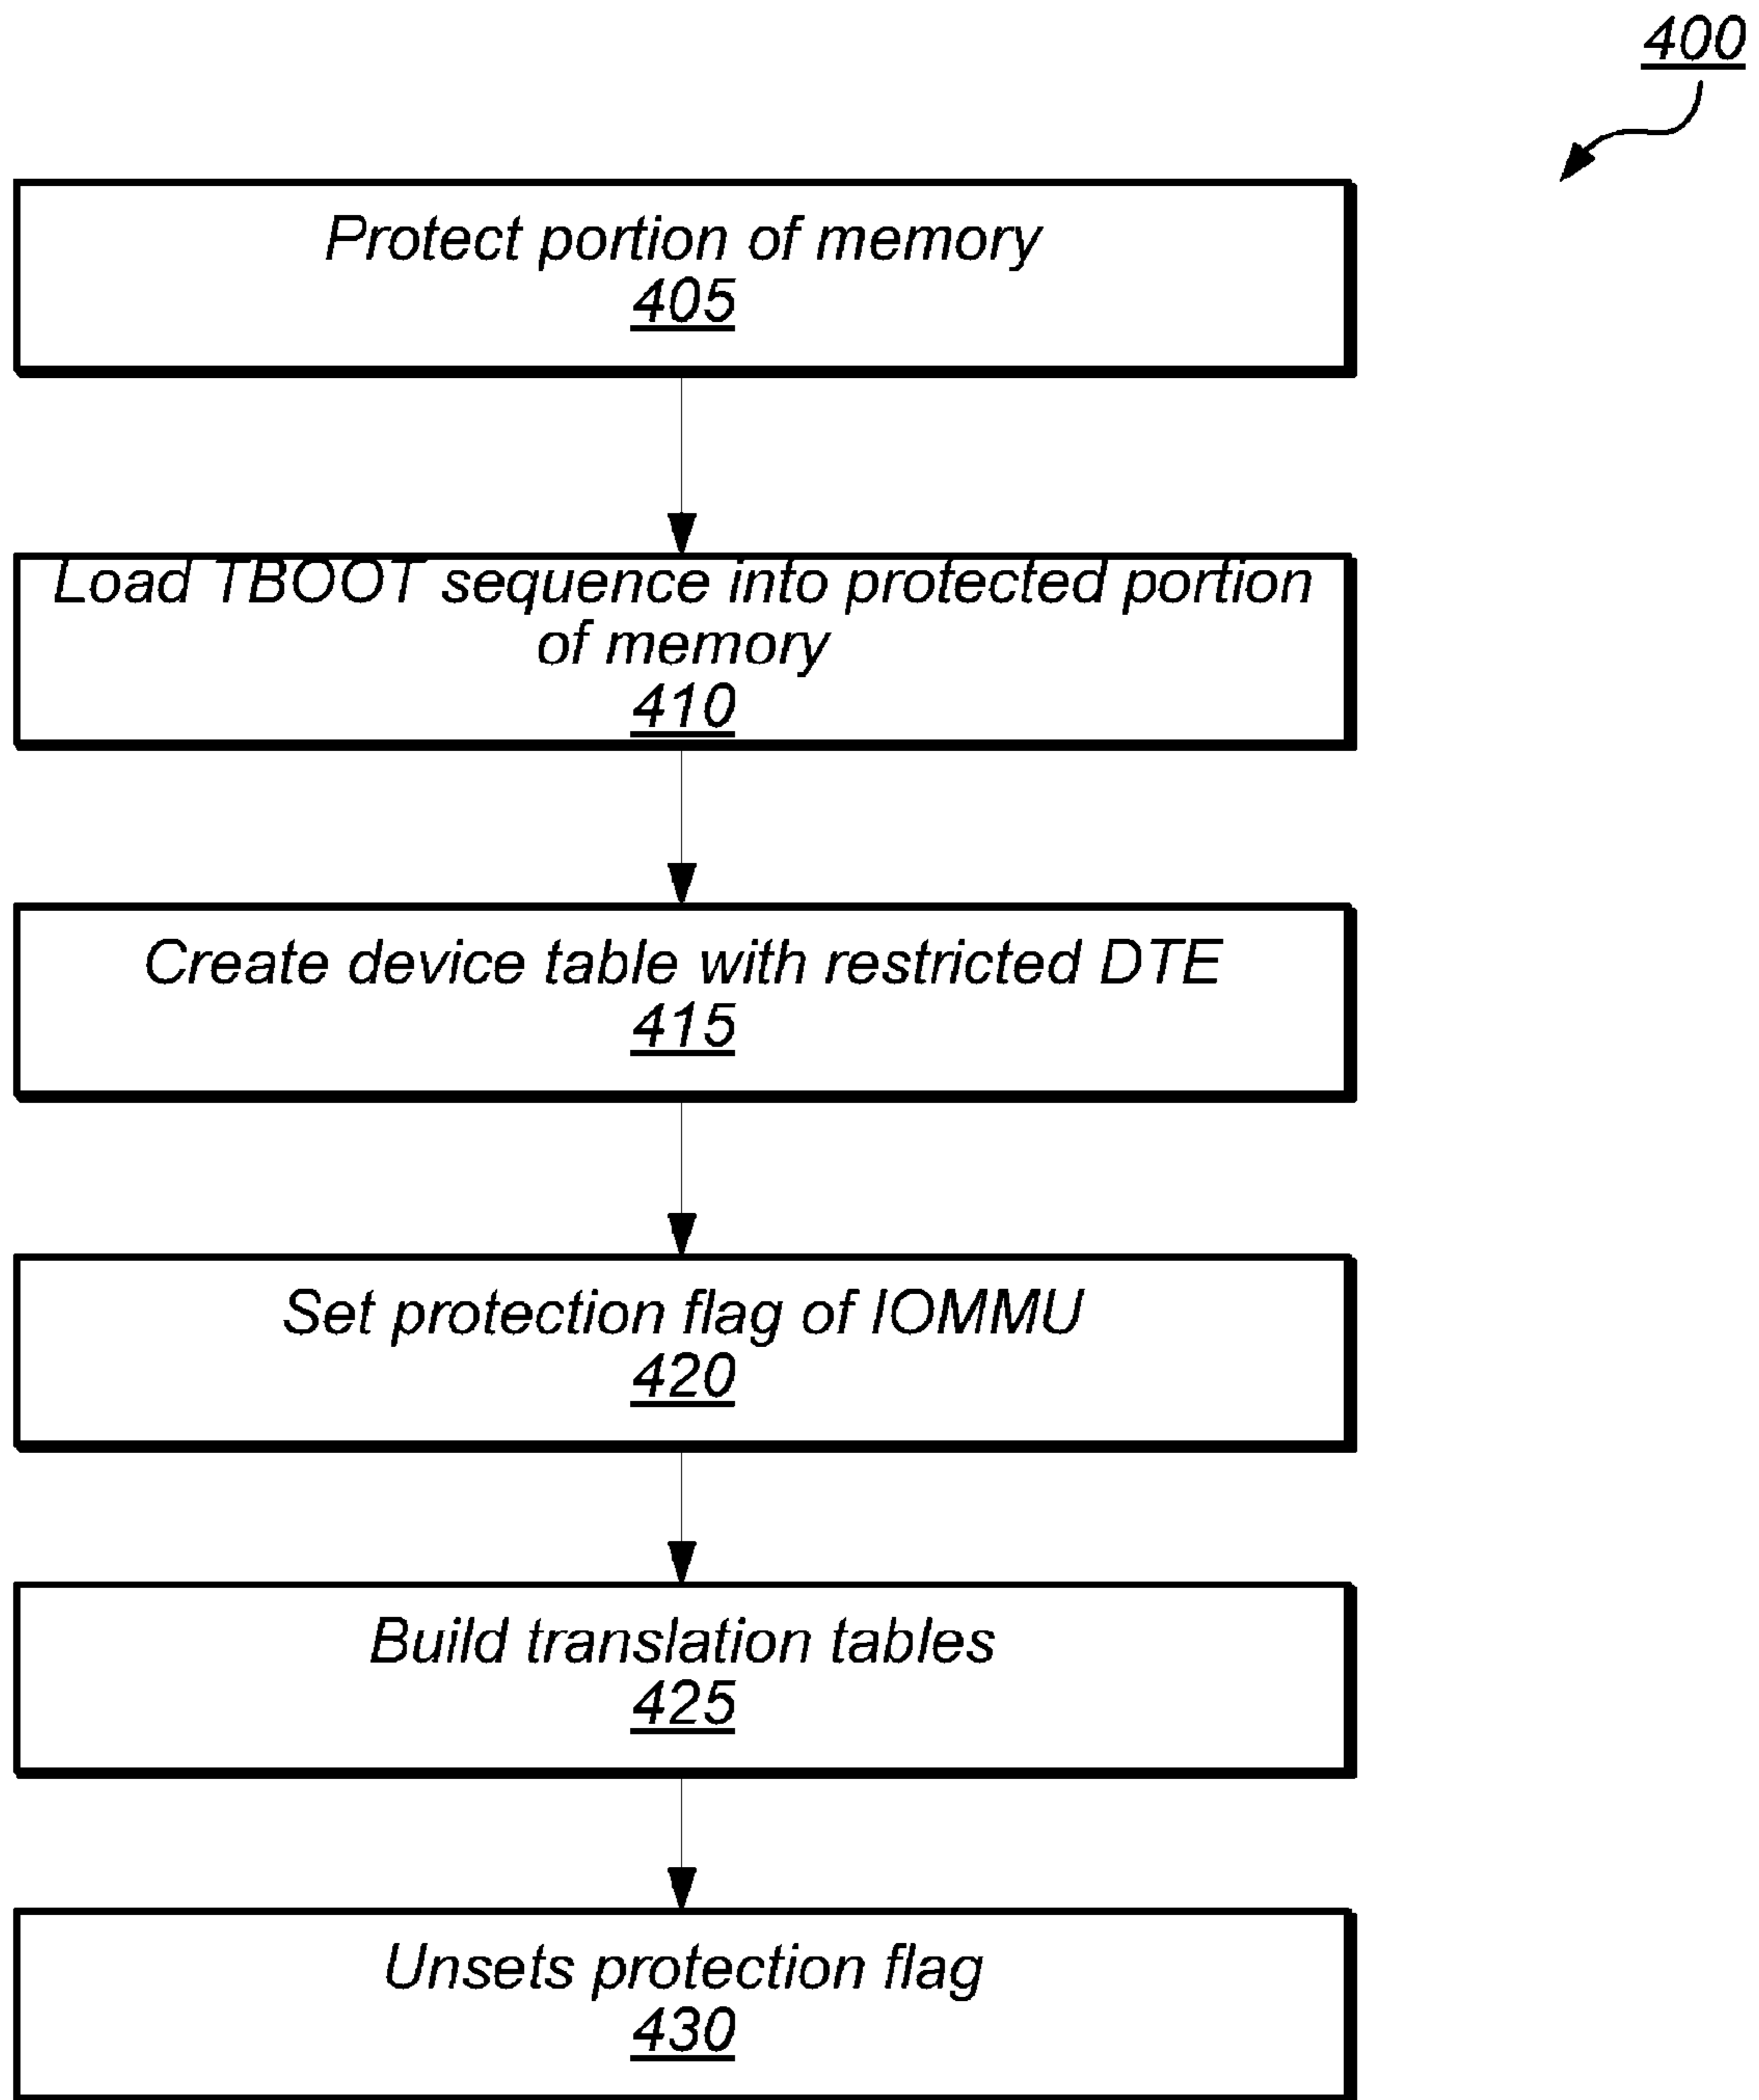 400
Protect portion of memory
405
Load TBOOT sequence into protected portion
of memory
410
Create device table with restricted DTE
415
Set protection flag of IOMMU
420
Build translation tables
425
Unsets protection flag
430